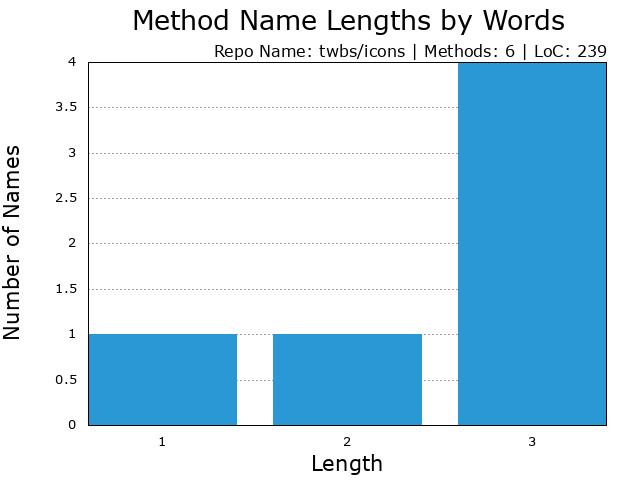 Method Name Lengths by Words
Repo Name: twbs/icons | Methods: 6 | LoC: 239
Number of Names
4
3.5
3
2.5
2
1.5
1
0.5
0
1 2 3
Length